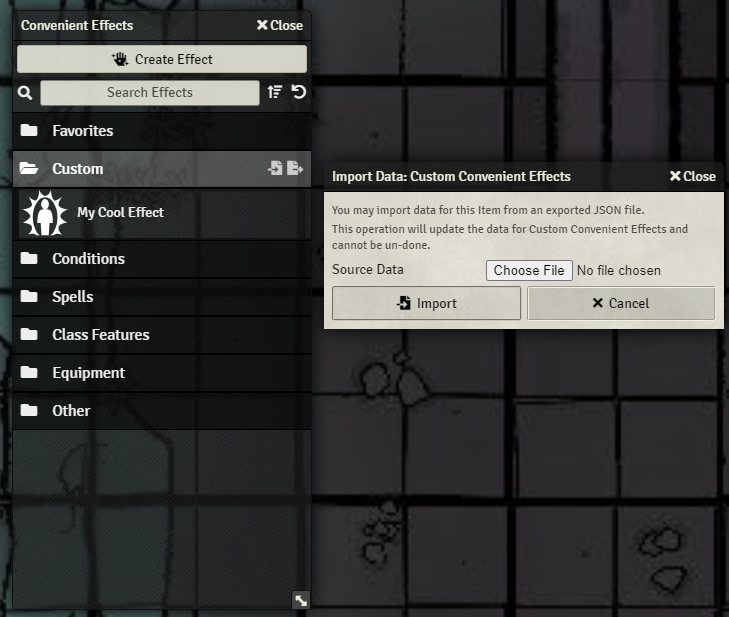 Convenient Effects
Close
Create Effect
Search Effects
Favorites
Custom
My Cool Effect
Conditions
Spells
Class Features
Equipment
Other
Import Data: Custom Convenient Effects
Close
You may import data for this Item from an exported JSON file.
This operation will update the data for Custom Convenient Effects and
cannot be un-done.
Source Data
Choose File No file chosen
Import
Cancel